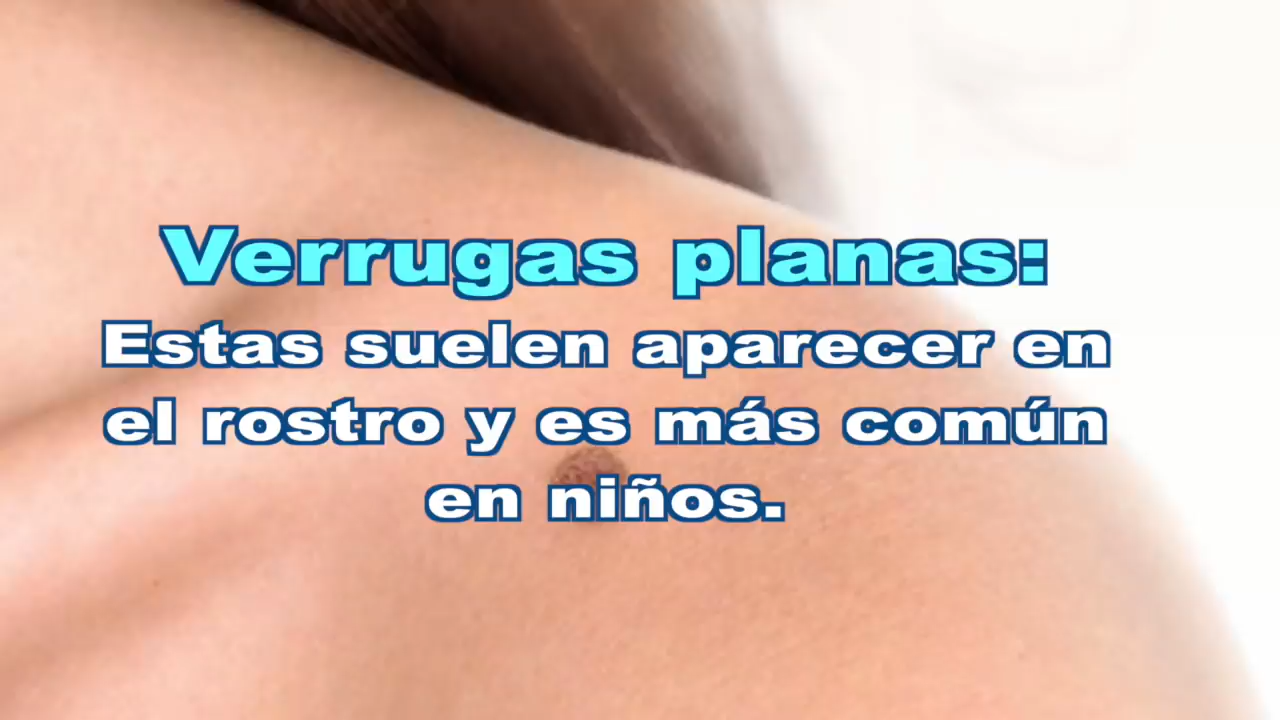 Verrugas planas:
Estas suelen aparecer en
el rostro y es más común
en niños.